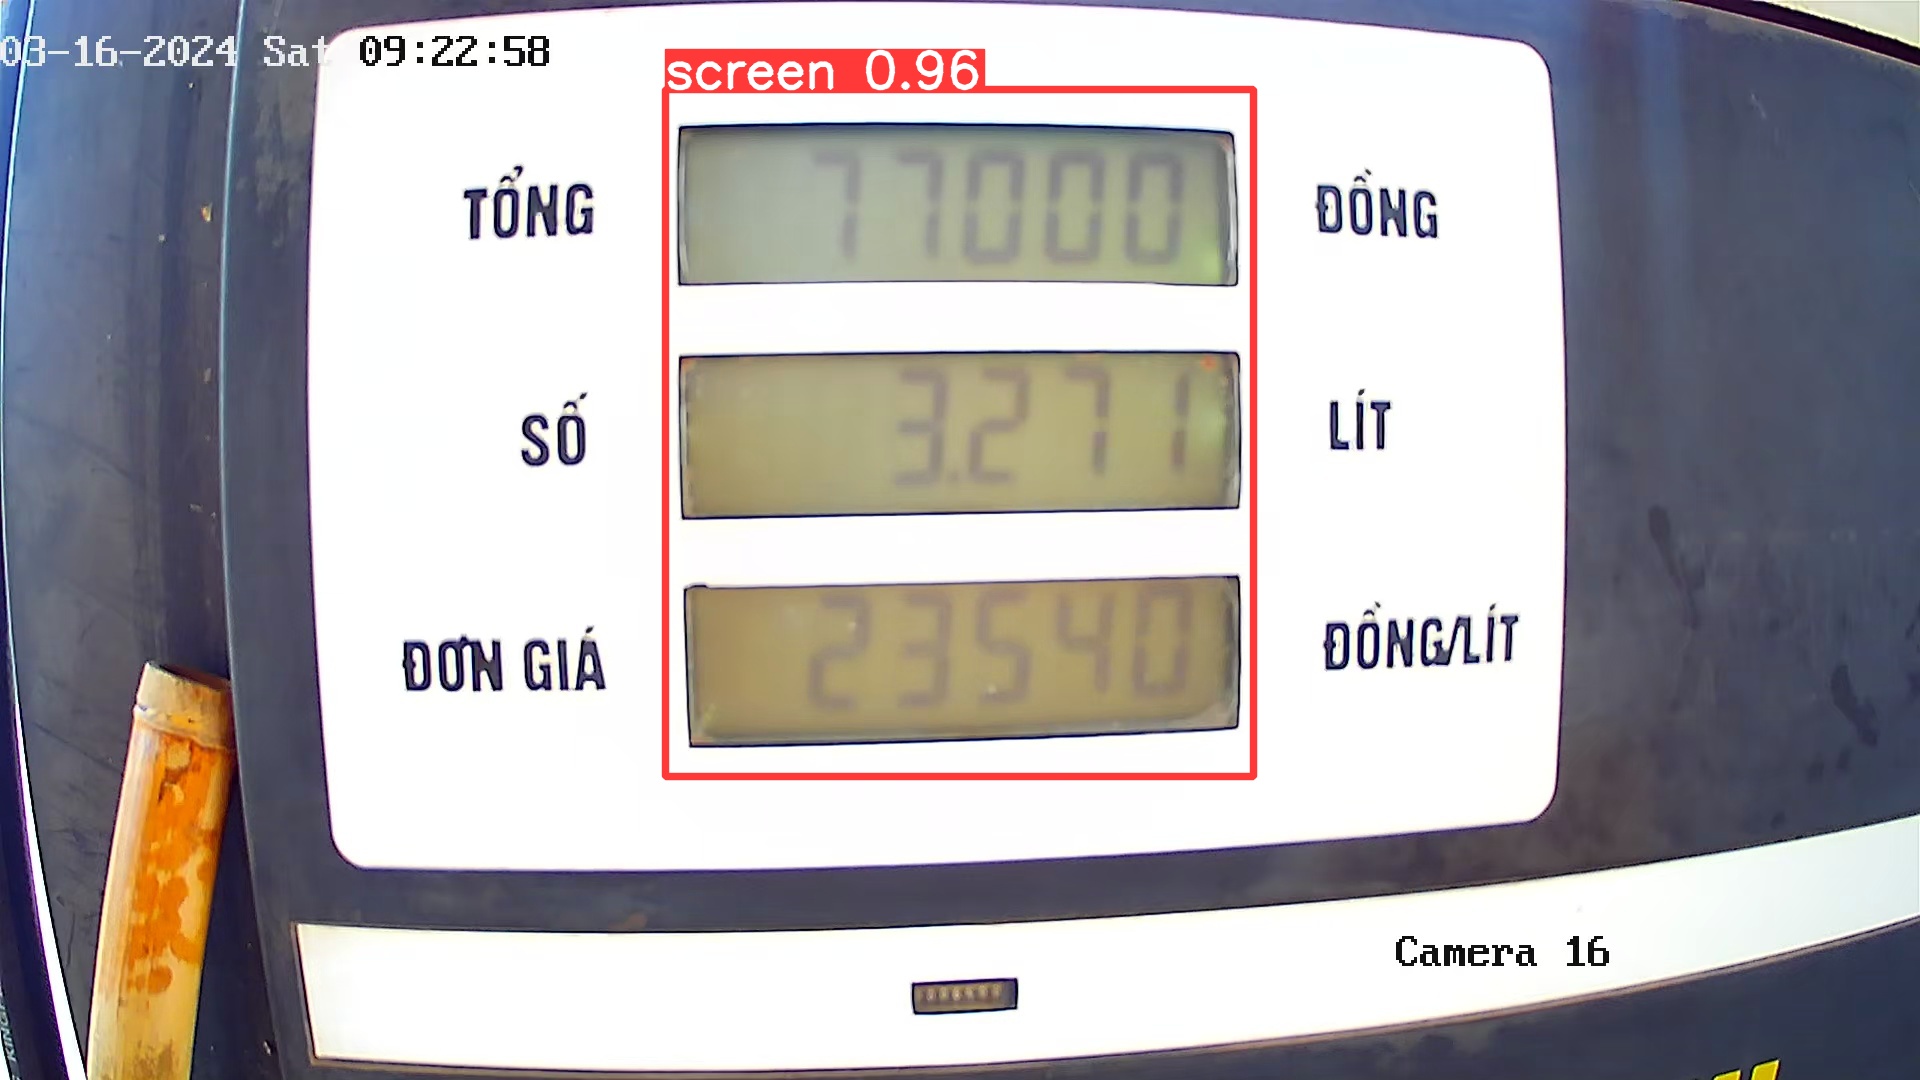 03-16-2024 Sat 09:22:58
screen 0.96
TỔNG 77000 ĐỒNG
SỐ 3.271 LÍT
ĐƠN GIÁ 23540 ĐỒNG/LÍT
Camera 16